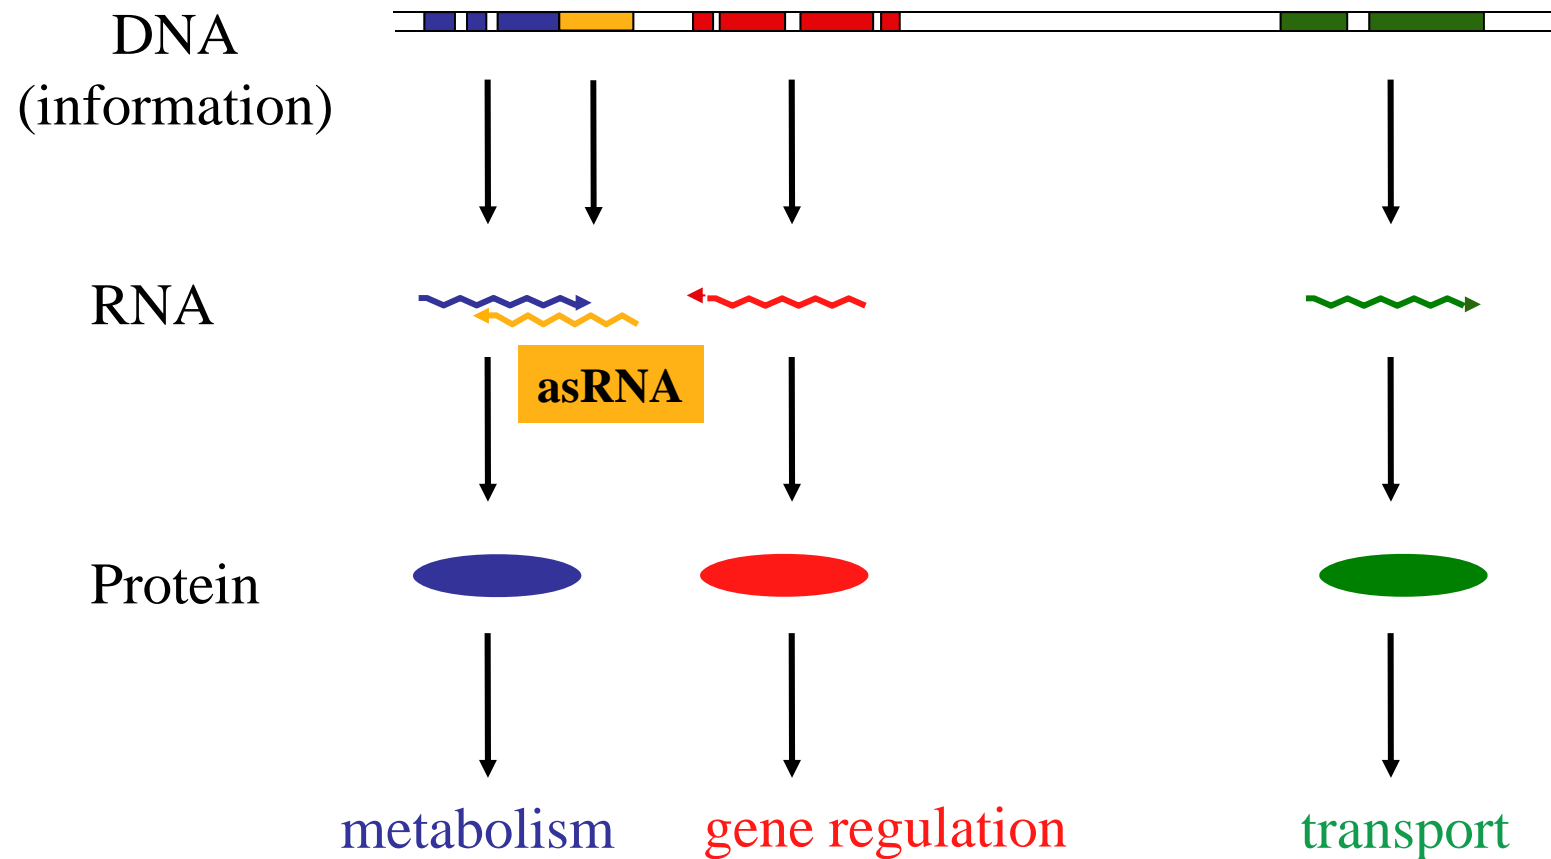 DNA
(information)
RNA
asRNA
Protein
metabolism
gene regulation
transport